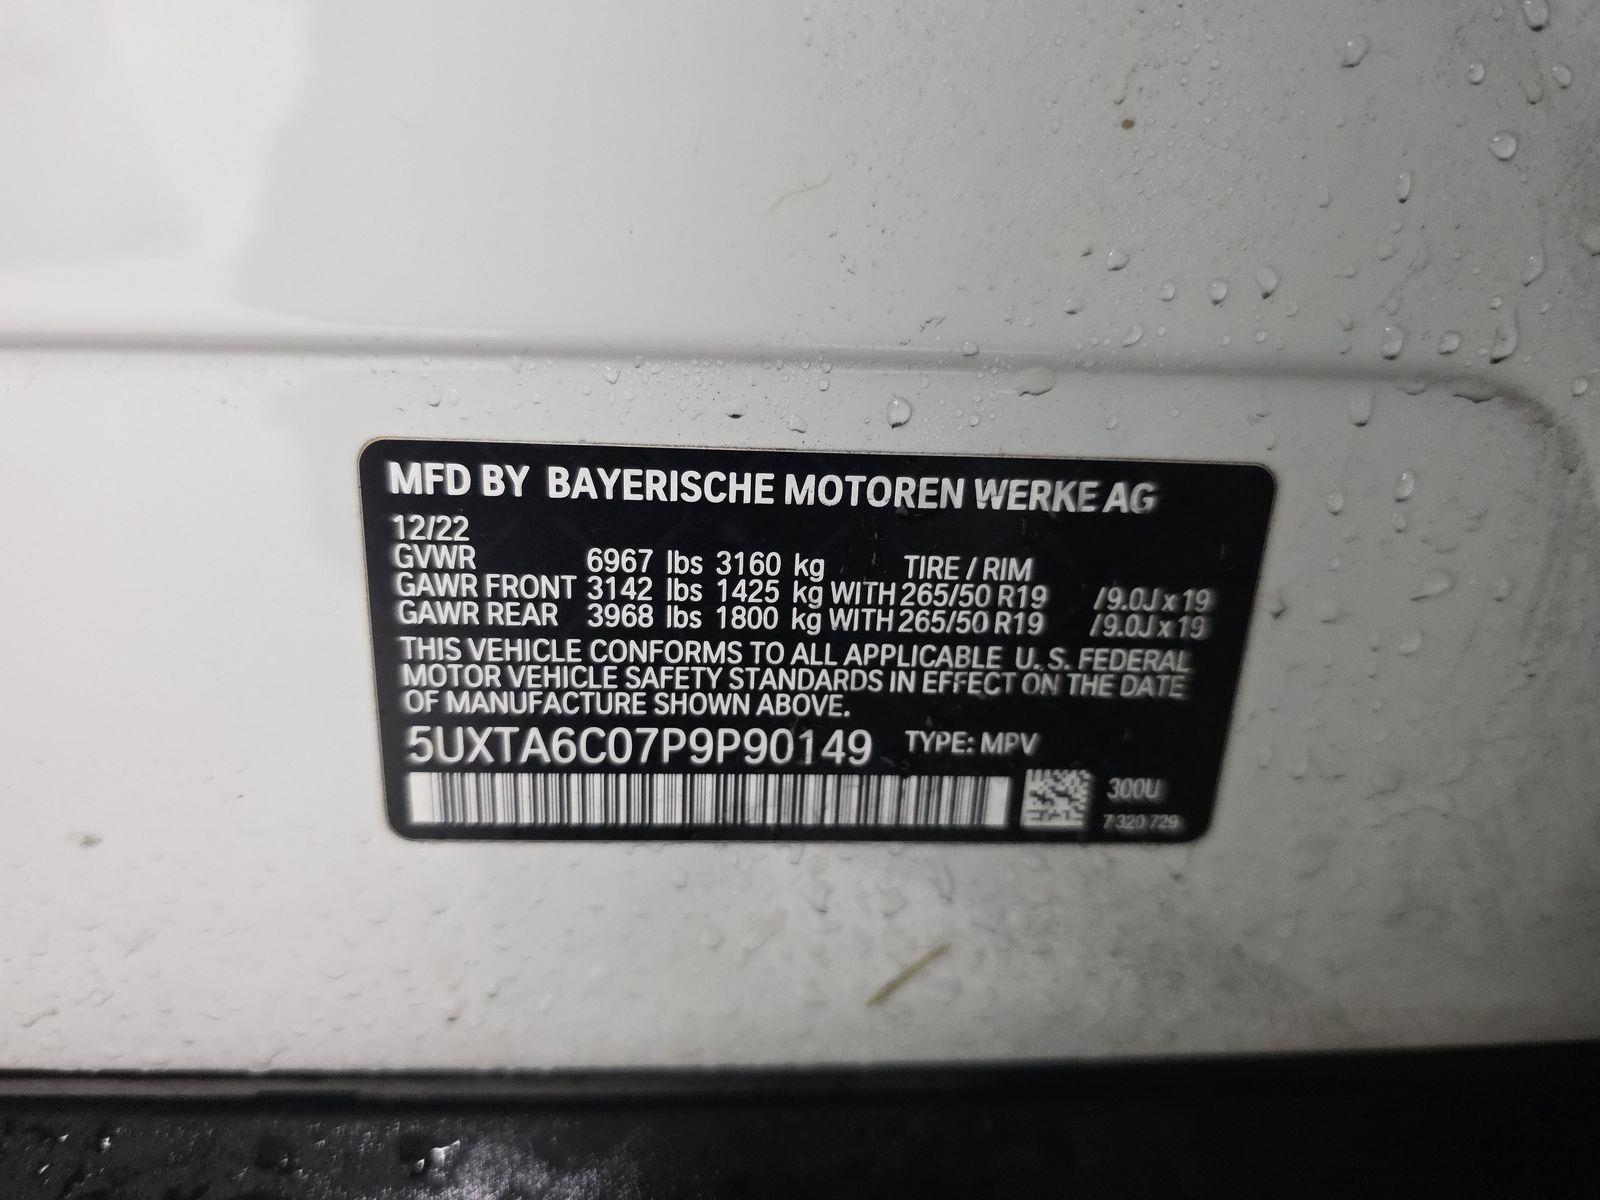 MFD BY BAYERISCHE MOTOREN WERKE AG
12/22
GVWR 6967 lbs 3160 kg TIRE / RIM
GAWR FRONT 3142 lbs 1425 kg WITH 265/50 R19 /9.0J x 19
GAWR REAR 3968 lbs 1800 kg WITH 265/50 R19 /9.0J x 19
THIS VEHICLE CONFORMS TO ALL APPLICABLE U. S. FEDERAL
MOTOR VEHICLE SAFETY STANDARDS IN EFFECT ON THE DATE
OF MANUFACTURE SHOWN ABOVE.
5UXTA6C07P9P90149 TYPE: MPV
300U
7 320 729